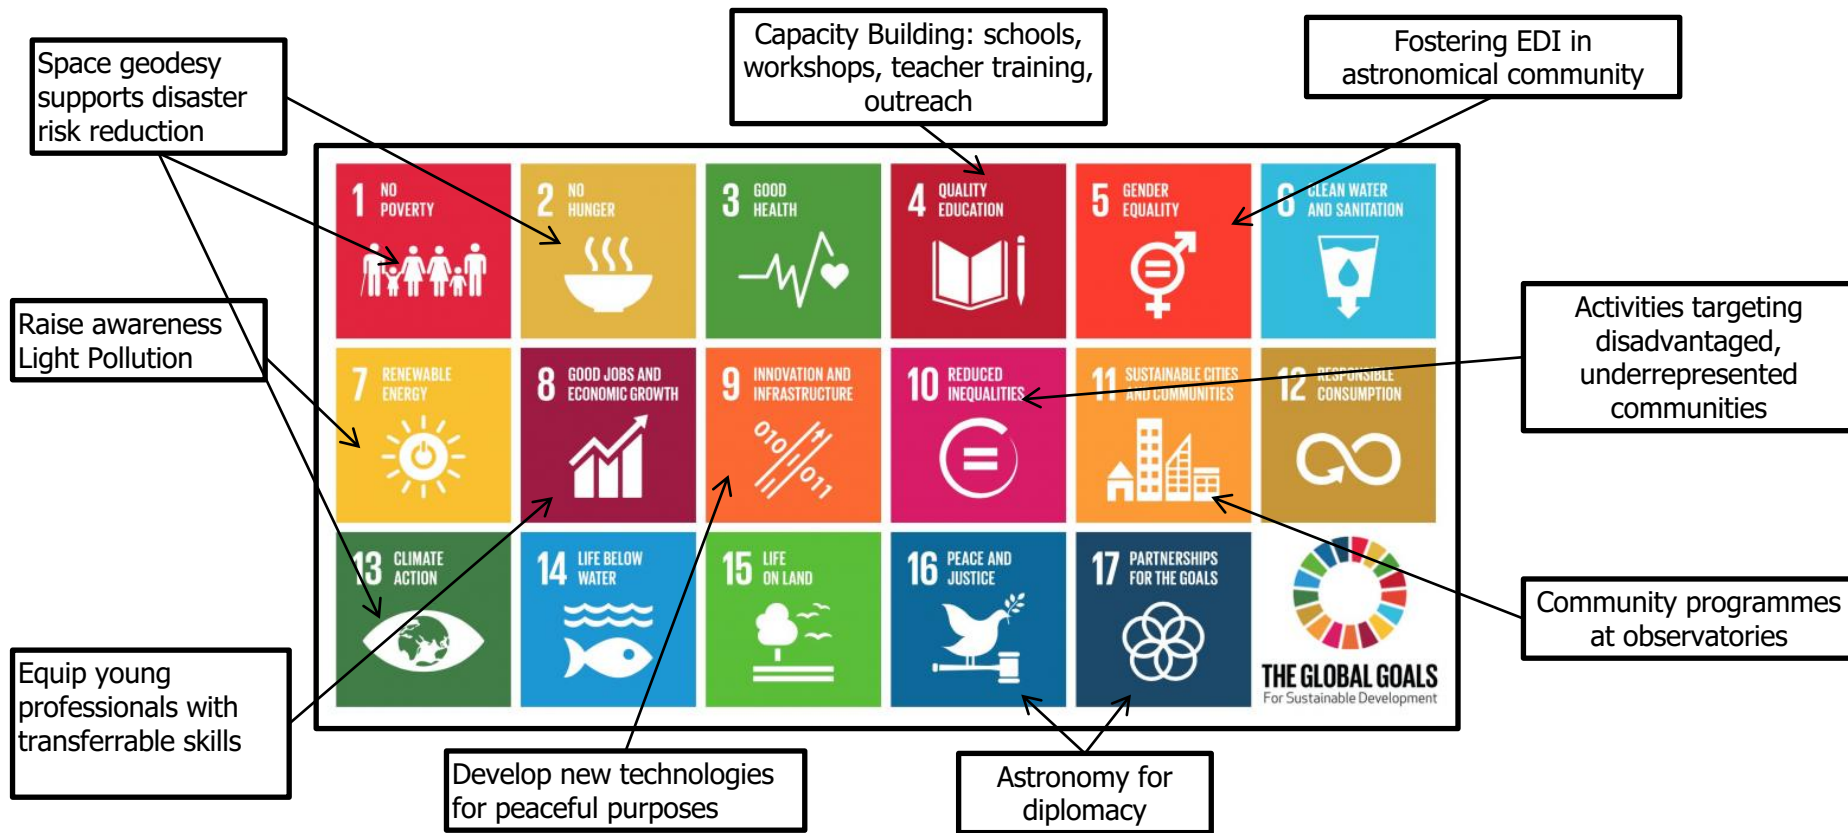 Space geodesy
supports disaster
risk reduction
Capacity Building: schools,
workshops, teacher training,
outreach
Fostering EDI in
astronomical community
1 NO
POVERTY
2 NO
HUNGER
3 GOOD
HEALTH
4 QUALITY
EDUCATION
5 GENDER
EQUALITY
6 CLEAN WATER
AND SANITATION
Raise awareness
Light Pollution
Activities targeting
disadvantaged,
underrepresented
communities
7 RENEWABLE
ENERGY
8 GOOD JOBS AND
ECONOMIC GROWTH
9 INNOVATION AND
INFRASTRUCTURE
010
011
10 REDUCED
INEQUALITIES
11 SUSTAINABLE CITIES
AND COMMUNITIES
12 RESPONSIBLE
CONSUMPTION
13 CLIMATE
ACTION
14 LIFE BELOW
WATER
15 LIFE
ON LAND
16 PEACE AND
JUSTICE
17 PARTNERSHIPS
FOR THE GOALS
THE GLOBAL GOALS
For Sustainable Development
Community programmes
at observatories
Equip young
professionals with
transferrable skills
Develop new technologies
for peaceful purposes
Astronomy for
diplomacy